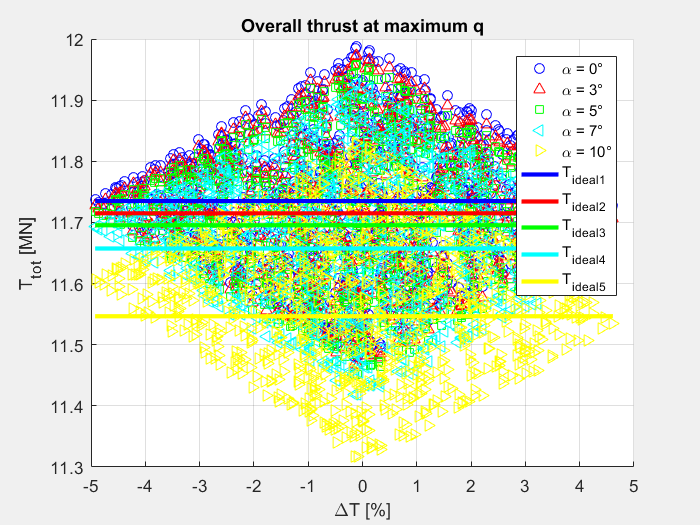 Overall thrust at maximum q
12
11.9
11.8
11.7
11.6
11.5
11.4
11.3
T_tot [MN]
-5 -4 -3 -2 -1 0 1 2 3 4 5
ΔT [%]
α = 0°
α = 3°
α = 5°
α = 7°
α = 10°
T_ideal1
T_ideal2
T_ideal3
T_ideal4
T_ideal5